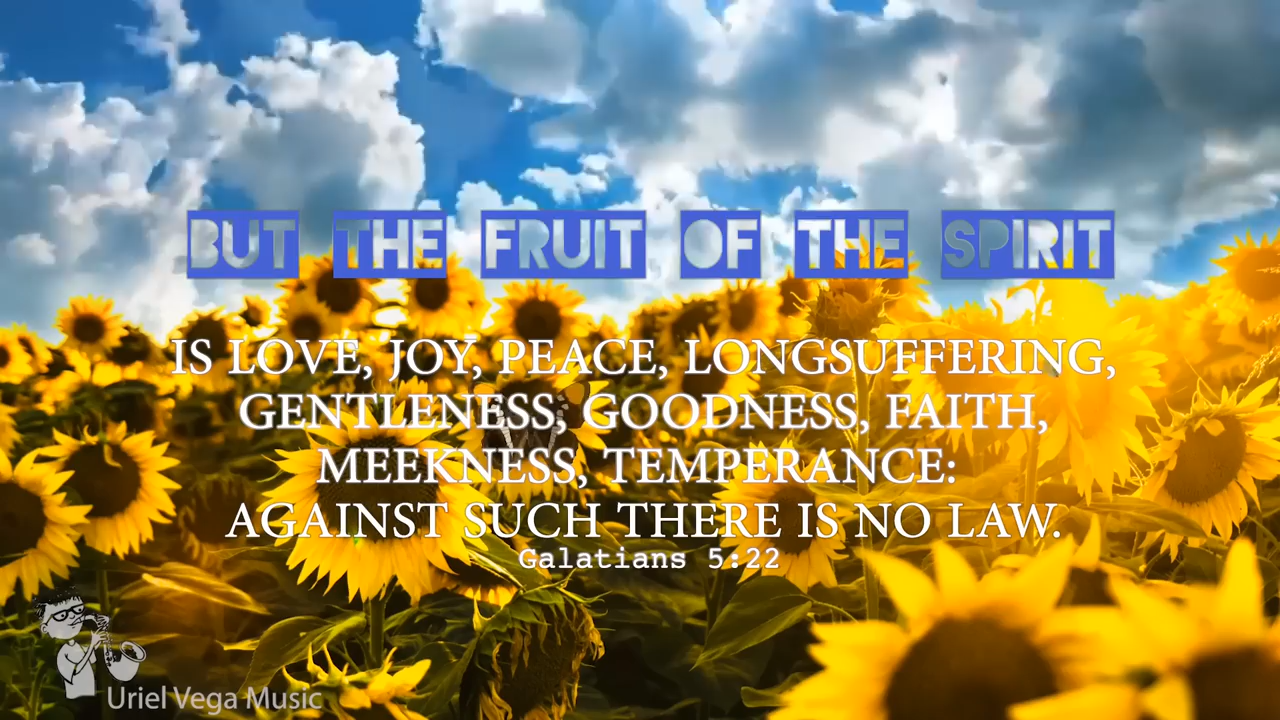 BUT THE FRUIT OF THE SPIRIT
IS LOVE, JOY, PEACE, LONGSUFFERING,
GENTLENESS, GOODNESS, FAITH,
MEEKNESS, TEMPERANCE:
AGAINST SUCH THERE IS NO LAW.
Galatians 5:22
Uriel Vega Music